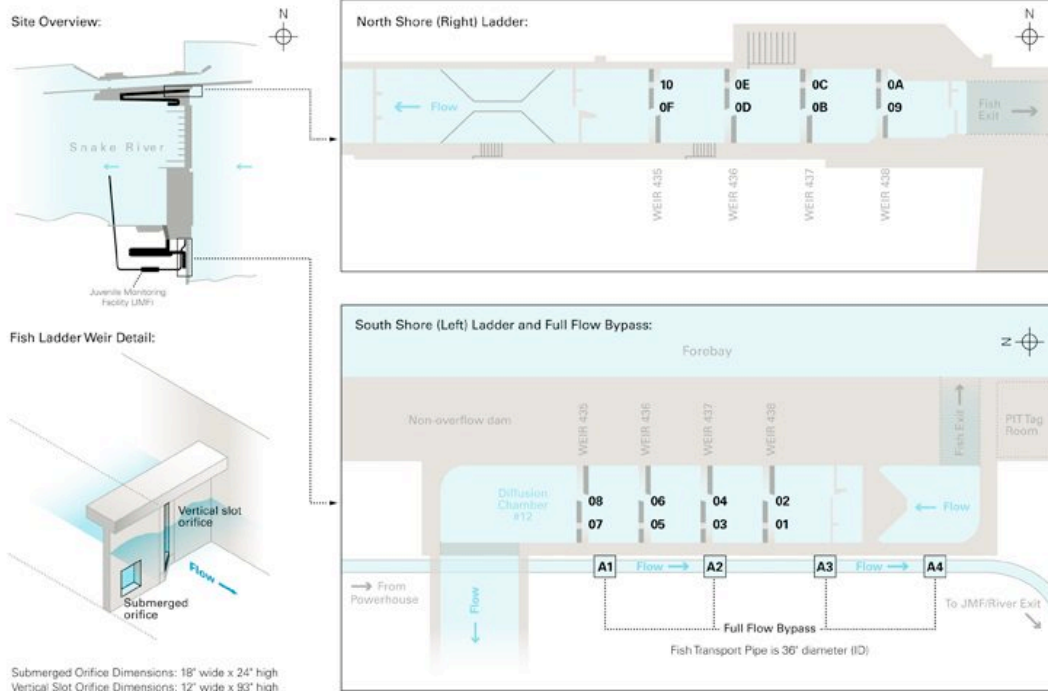 Site Overview:
N
Snake River
Juvenile Monitoring
Facility (JMF)
Fish Ladder Weir Detail:
Vertical slot
orifice
Flow
Submerged
orifice
Submerged Orifice Dimensions: 18" wide x 24" high
Vertical Slot Orifice Dimensions: 12" wide x 93" high
North Shore (Right) Ladder:
N
Flow
10 0E 0C 0A
0F 0D 0B 09
Fish
Exit
WEIR 435
WEIR 436
WEIR 437
WEIR 438
South Shore (Left) Ladder and Full Flow Bypass:
N
Forebay
Non-overflow dam
WEIR 435
WEIR 436
WEIR 437
WEIR 438
Fish Exit
PIT Tag
Room
Diffusion
Chamber
#12
08 06 04 02
07 05 03 01
Flow
From
Powerhouse
Flow
A1 Flow A2 A3 Flow A4
To JMF/River Exit
Full Flow Bypass
Fish Transport Pipe is 36" diameter (ID)